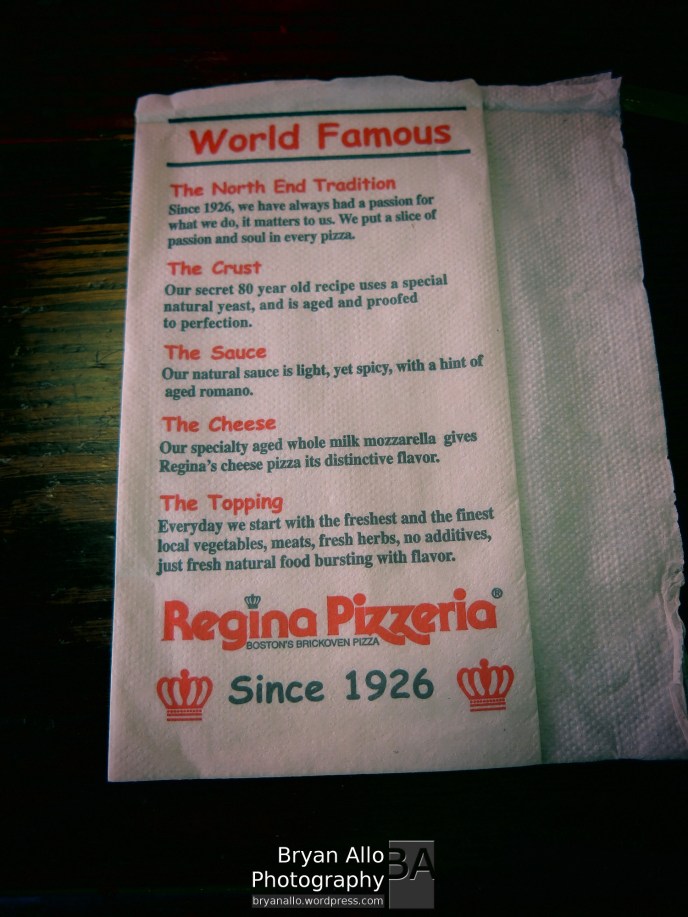 World Famous
The North End Tradition
Since 1926, we have always had a passion for
what we do, it matters to us. We put a slice of
passion and soul in every pizza.
The Crust
Our secret 80 year old recipe uses a special
natural yeast, and is aged and proofed
to perfection.
The Sauce
Our natural sauce is light, yet spicy, with a hint of
aged romano.
The Cheese
Our specialty aged whole milk mozzarella gives
Regina's cheese pizza its distinctive flavor.
The Topping
Everyday we start with the freshest and the finest
local vegetables, meats, fresh herbs, no additives,
just fresh natural food bursting with flavor.
Regina Pizzeria®
BOSTON'S BRICKOVEN PIZZA
Since 1926
Bryan Allo
Photography
BA
bryanallo.wordpress.com